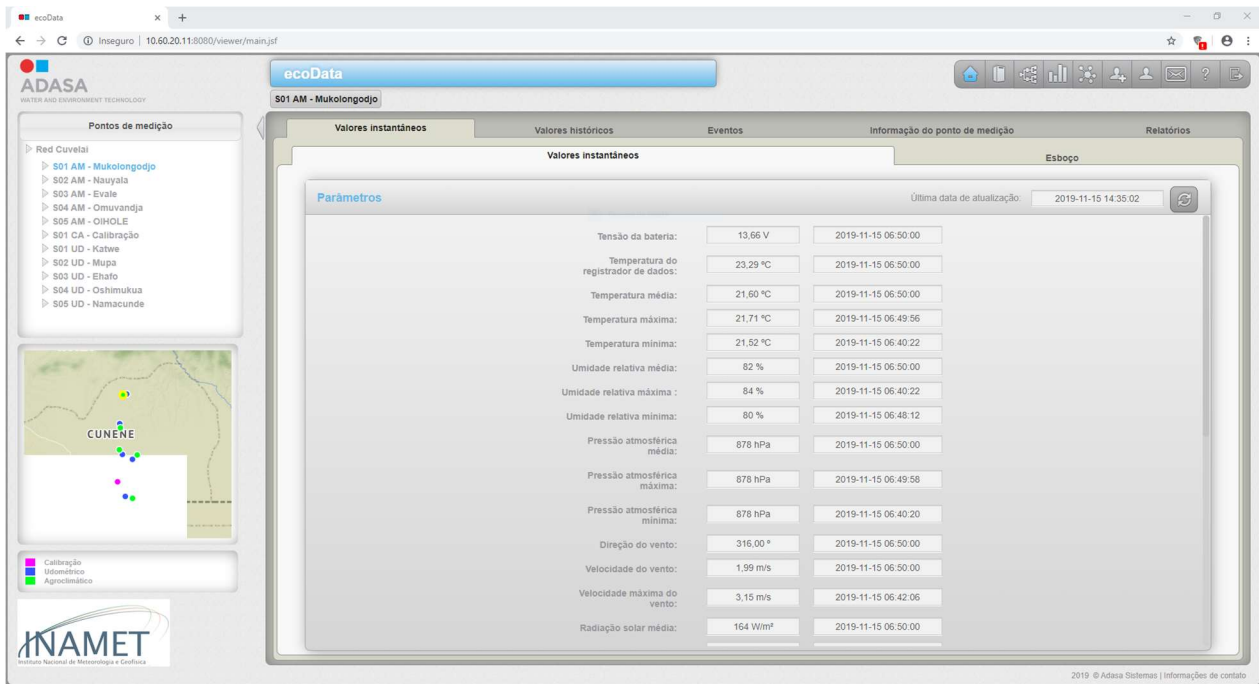 ecoData
Inseguro | 10.60.20.11:8080/viewer/main.jsf
ADASA
WATER AND ENVIRONMENT TECHNOLOGY
ecoData
S01 AM - Mukolongodjo
Pontos de medição
Red Cuvelai
S01 AM - Mukolongodjo
S02 AM - Nauyala
S03 AM - Evale
S04 AM - Omuvandja
S05 AM - OIHOLE
S01 CA - Calibração
S01 UD - Katwe
S02 UD - Mupa
S03 UD - Ehafo
S04 UD - Oshimukua
S05 UD - Namacunde
CUNENE
Calibração
Udométrico
Agroclimático
INAMET
Instituto Nacional de Meteorologia e Geofísica
Valores instantáneos
Valores históricos
Eventos
Informação do ponto de medição
Relatórios
Valores instantáneos
Esboço
Parâmetros
Última data de atualização: 2019-11-15 14:35:02
Tensão da bateria: 13,66 V 2019-11-15 06:50:00
Temperatura do
registrador de dados: 23,29 ºC 2019-11-15 06:50:00
Temperatura média: 21,60 ºC 2019-11-15 06:50:00
Temperatura máxima: 21,71 ºC 2019-11-15 06:49:56
Temperatura mínima: 21,52 ºC 2019-11-15 06:40:22
Umidade relativa média: 82 % 2019-11-15 06:50:00
Umidade relativa máxima : 84 % 2019-11-15 06:40:22
Umidade relativa mínima: 80 % 2019-11-15 06:48:12
Pressão atmosférica
média: 878 hPa 2019-11-15 06:50:00
Pressão atmosférica
máxima: 878 hPa 2019-11-15 06:49:58
Pressão atmosférica
mínima: 878 hPa 2019-11-15 06:40:20
Direção do vento: 316,00 º 2019-11-15 06:50:00
Velocidade do vento: 1,99 m/s 2019-11-15 06:50:00
Velocidade máxima do
vento: 3,15 m/s 2019-11-15 06:42:06
Radiação solar média: 164 W/m² 2019-11-15 06:50:00
2019 © Adasa Sistemas | Informações de contato